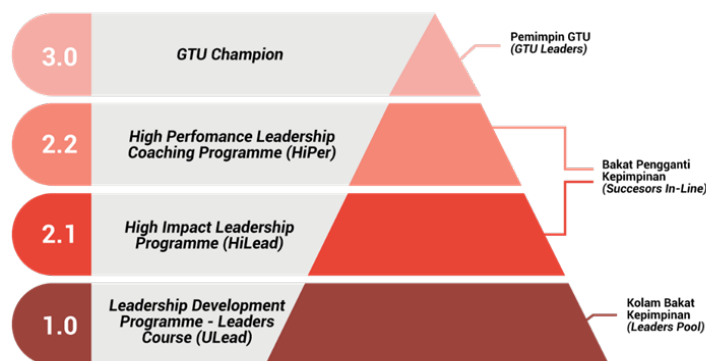 3.0
GTU Champion
Pemimpin GTU
(GTU Leaders)
2.2
High Perfomance Leadership
Coaching Programme (HiPer)
Bakat Pengganti
Kepimpinan
(Succesors In-Line)
2.1
High Impact Leadership
Programme (HiLead)
1.0
Leadership Development
Programme - Leaders
Course (ULead)
Kolam Bakat
Kepimpinan
(Leaders Pool)